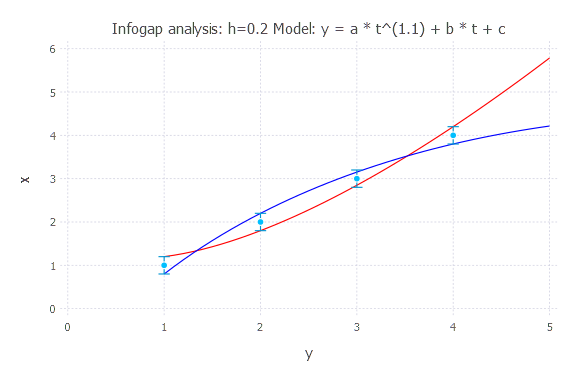 Infogap analysis: h=0.2 Model: y = a * t^(1.1) + b * t + c
6
5
4
3
2
1
0
x
0 1 2 3 4 5
y